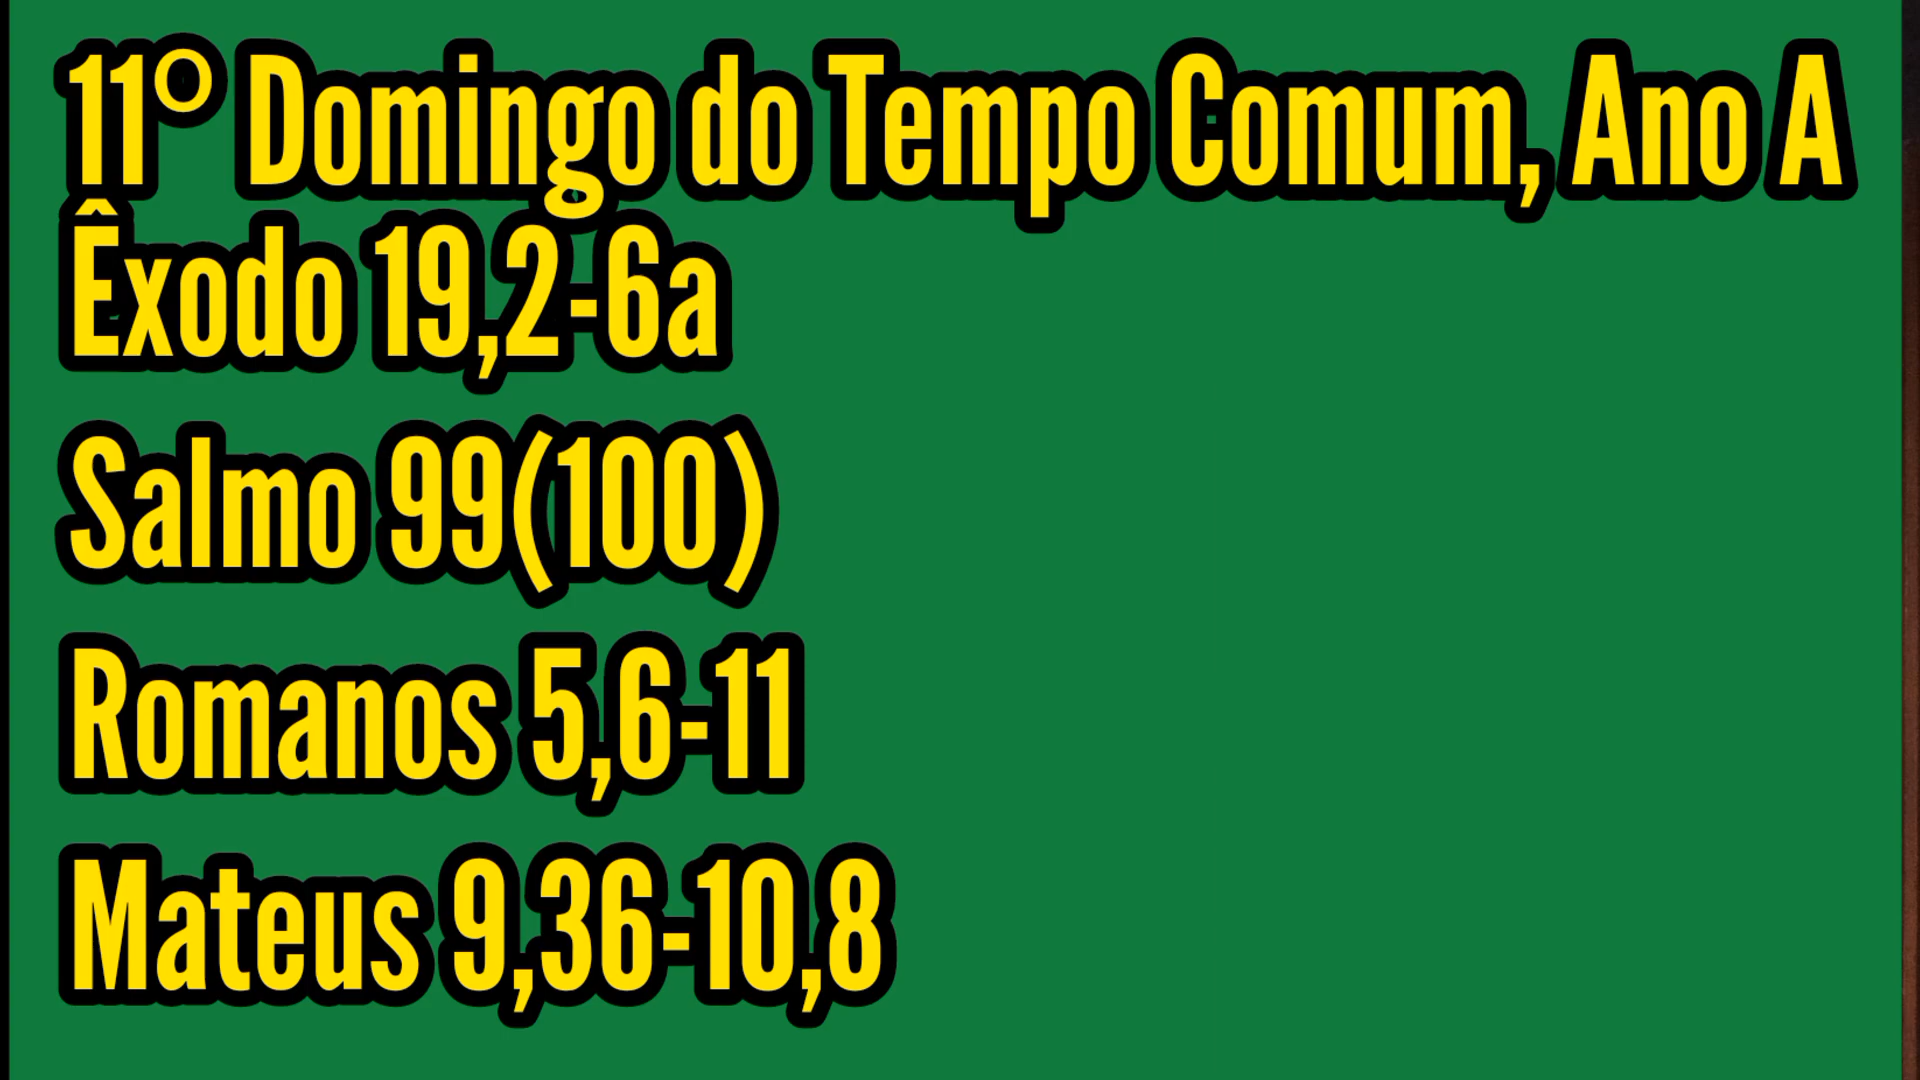 11º Domingo do Tempo Comum, Ano A
Êxodo 19,2-6a
Salmo 99(100)
Romanos 5,6-11
Mateus 9,36-10,8